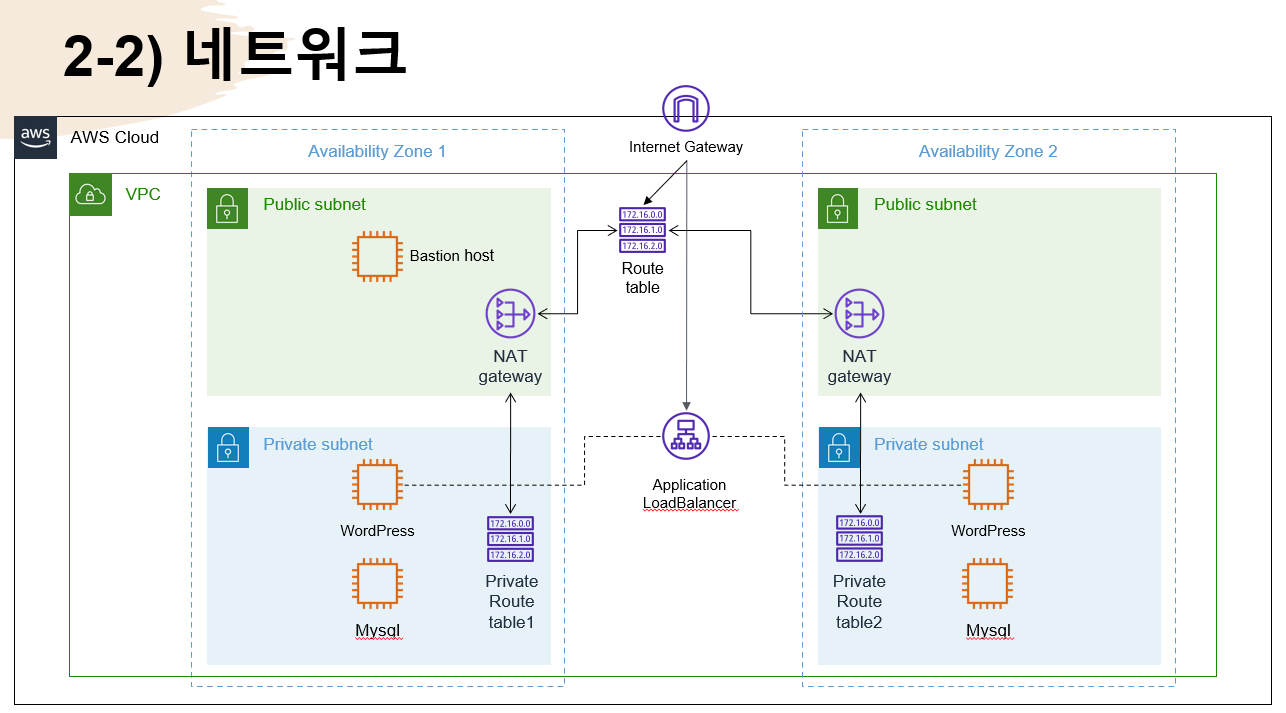 2-2) 네트워크
aws
AWS Cloud
Availability Zone 1
Internet Gateway
Availability Zone 2
VPC
Public subnet
Bastion host
172.16.0.0
172.16.1.0
172.16.2.0
Route
table
Public subnet
NAT
gateway
NAT
gateway
Private subnet
WordPress
Mysql
172.16.0.0
172.16.1.0
172.16.2.0
Private
Route
table1
Application
LoadBalancer
Private subnet
172.16.0.0
172.16.1.0
172.16.2.0
Private
Route
table2
WordPress
Mysql